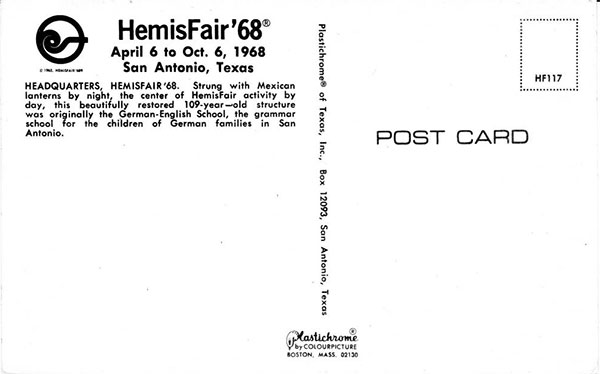 HemisFair '68®
April 6 to Oct. 6, 1968
San Antonio, Texas
© 1965, HEMISFAIR '68®
HEADQUARTERS, HEMISFAIR '68. Strung with Mexican
lanterns by night, the center of HemisFair activity by
day, this beautifully restored 109-year—old structure
was originally the German-English School, the grammar
school for the children of German families in San
Antonio.
Plastichrome® of Texas, Inc., Box 12093, San Antonio, Texas
HF117
POST CARD
Plastichrome®
by COLOURPICTURE
BOSTON, MASS. 02130